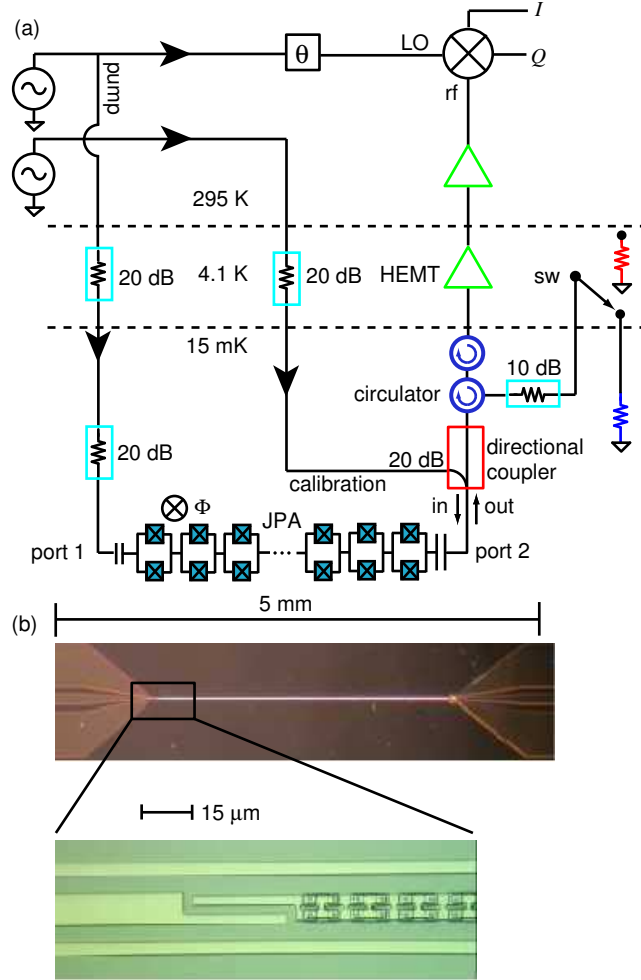 (a)
I
LO
θ
Q
rf
pump
295 K
20 dB
4.1 K
20 dB
HEMT
sw
15 mK
10 dB
circulator
20 dB
20 dB
directional
coupler
calibration
in
out
Φ
JPA
port 1
port 2
5 mm
(b)
15 μm